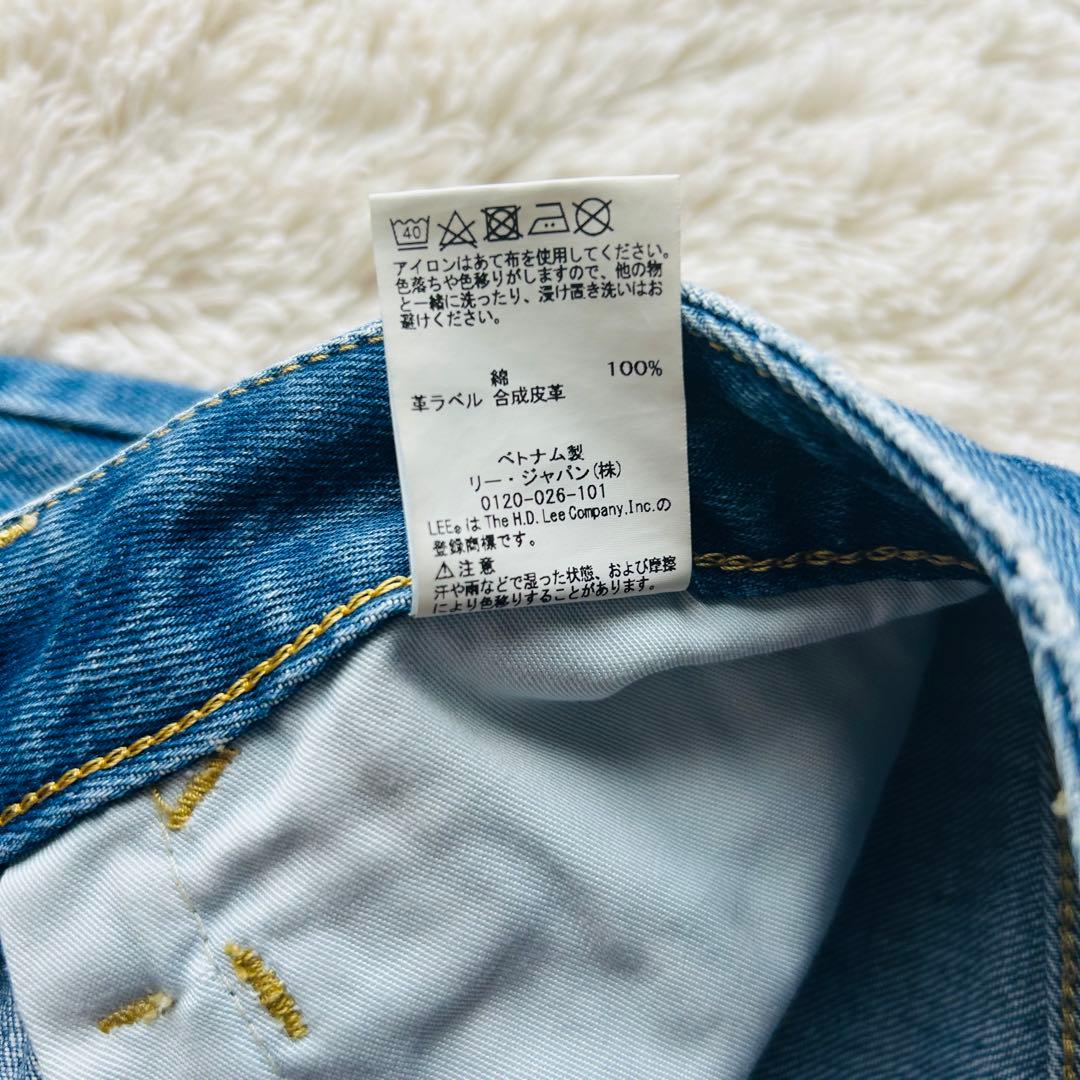 40
アイロンはあて布を使用してください。
色落ちや色移りがしますので、他の物
と一緒に洗ったり、浸け置き洗いはお
避けください。
綿 100%
革ラベル 合成皮革
ベトナム製
リー・ジャパン(株)
0120-026-101
LEE®は The H.D. Lee Company,Inc.の
登録商標です。
⚠注意
汗や雨などで湿った状態、および摩擦
により色移りすることがあります。